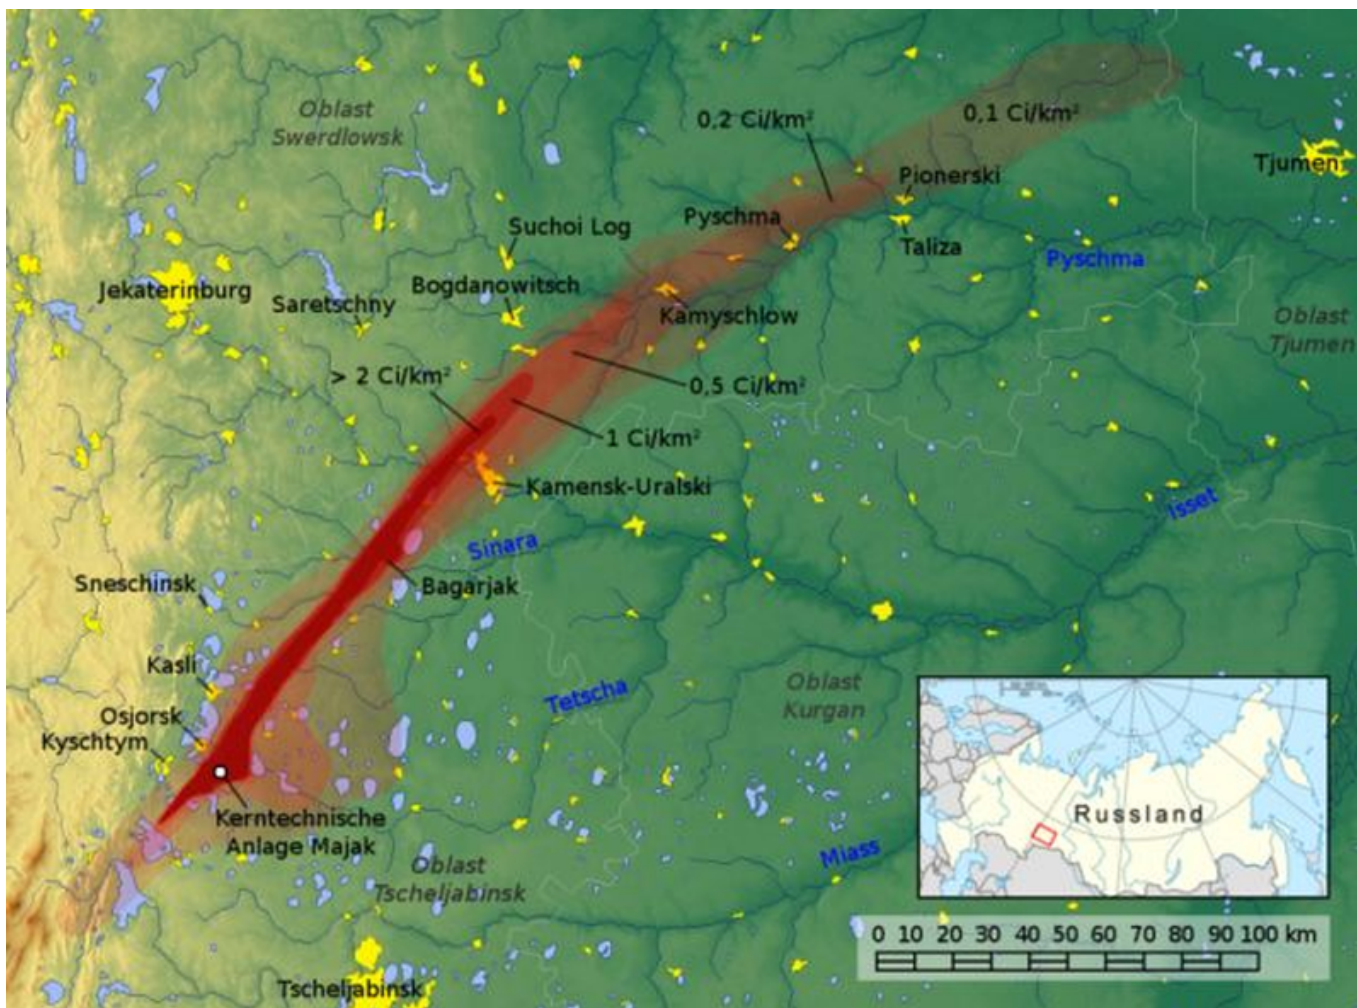 Oblast
Swerdlowsk
0,2 Ci/km²
0,1 Ci/km²
Tjumen
Pionerski
Pyschma
Suchoi Log
Taliza
Pyschma
Bogdanowitsch
Jekaterinburg
Saretschny
Kamyschlow
Oblast
Tjumen
> 2 Ci/km²
0,5 Ci/km²
1 Ci/km²
Kamensk-Uralski
Isset
Sinara
Sneschinsk
Bagarjak
Kasli
Tetscha
Oblast
Kurgan
Osjorsk
Kyschtym
Kerntechnische
Anlage Majak
Russland
Miass
Oblast
Tscheljabinsk
0 10 20 30 40 50 60 70 80 90 100 km
Tscheljabinsk